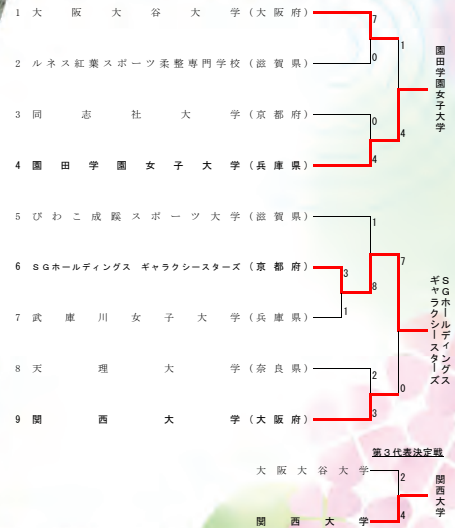 1 大阪大谷大学(大阪府)
7
1
2 ルネス紅葉スポーツ柔整専門学校(滋賀県)
0
園田学園女子大学
3 同志社大学(京都府)
0
4
4 園田学園女子大学(兵庫県)
4
5 びわこ成蹊スポーツ大学(滋賀県)
1
7
6 SGホールディングス ギャラクシースターズ(京都府)
3
8
SGホールディングス
ギャラクシースターズ
7 武庫川女子大学(兵庫県)
1
8 天理大学(奈良県)
2
0
9 関西大学(大阪府)
3
第3代表決定戦
大阪大谷大学
2
関西大学
関西大学
4